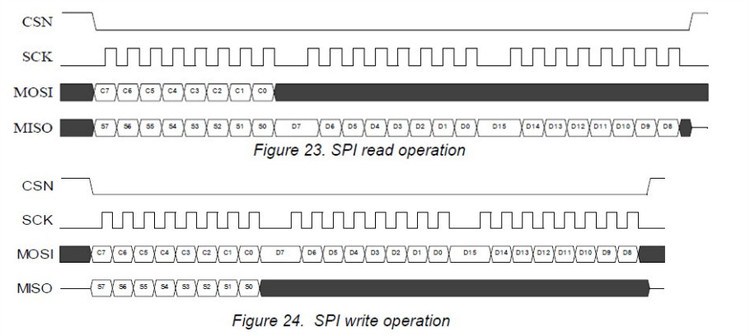 CSN
SCK
MOSI C7 C6 C5 C4 C3 C2 C1 C0
MISO S7 S6 S5 S4 S3 S2 S1 S0 D7 D6 D5 D4 D3 D2 D1 D0 D15 D14 D13 D12 D11 D10 D9 D8
Figure 23. SPI read operation
CSN
SCK
MOSI C7 C6 C5 C4 C3 C2 C1 C0 D7 D6 D5 D4 D3 D2 D1 D0 D15 D14 D13 D12 D11 D10 D9 D8
MISO S7 S6 S5 S4 S3 S2 S1 S0
Figure 24. SPI write operation